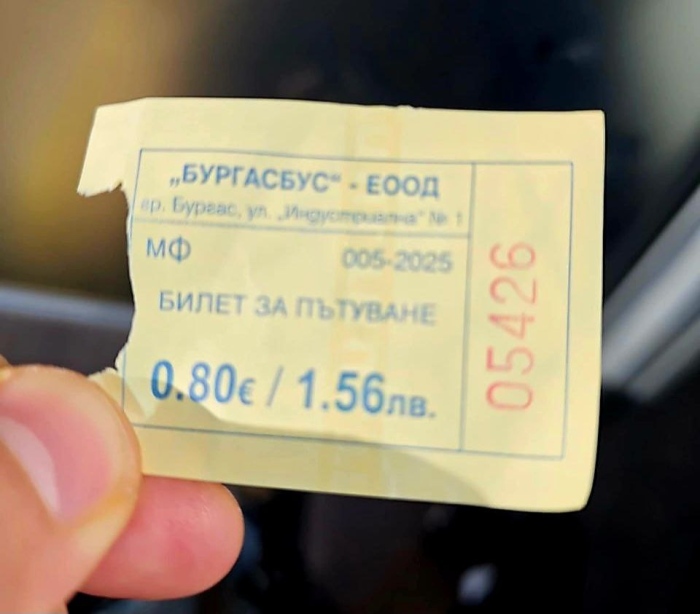 „БУРГАСБУС“ - ЕООД
гр. Бургас, ул. „Индустриална“ № 1
МФ 005-2025
БИЛЕТ ЗА ПЪТУВАНЕ
0.80€ / 1.56лв.
05426